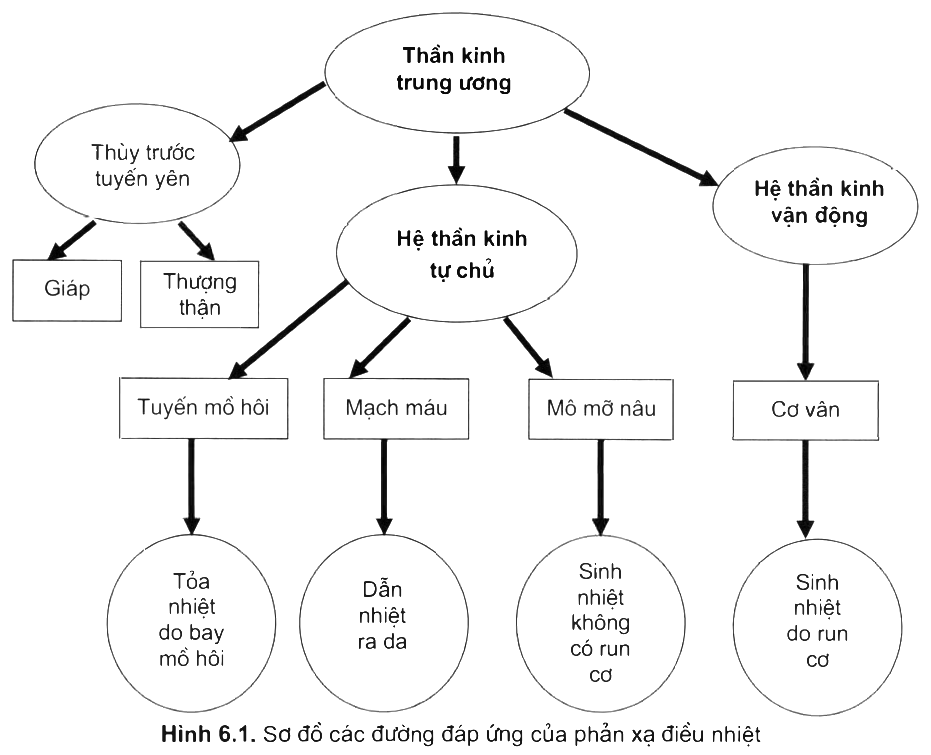 Thần kinh
trung ương
Thùy trước
tuyến yên
Hệ thần kinh
vận động
Hệ thần kinh
tự chủ
Giáp
Thượng
thận
Tuyến mồ hôi
Mạch máu
Mô mỡ nâu
Cơ vân
Tỏa
nhiệt
do bay
mồ hôi
Dẫn
nhiệt
ra da
Sinh
nhiệt
không
có run
cơ
Sinh
nhiệt
do run
cơ
Hình 6.1. Sơ đồ các đường đáp ứng của phản xạ điều nhiệt